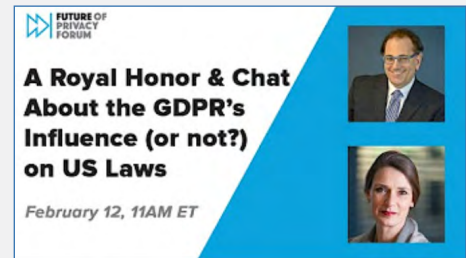 FUTURE OF
PRIVACY
FORUM
A Royal Honor & Chat
About the GDPR's
Influence (or not?)
on US Laws
February 12, 11AM ET